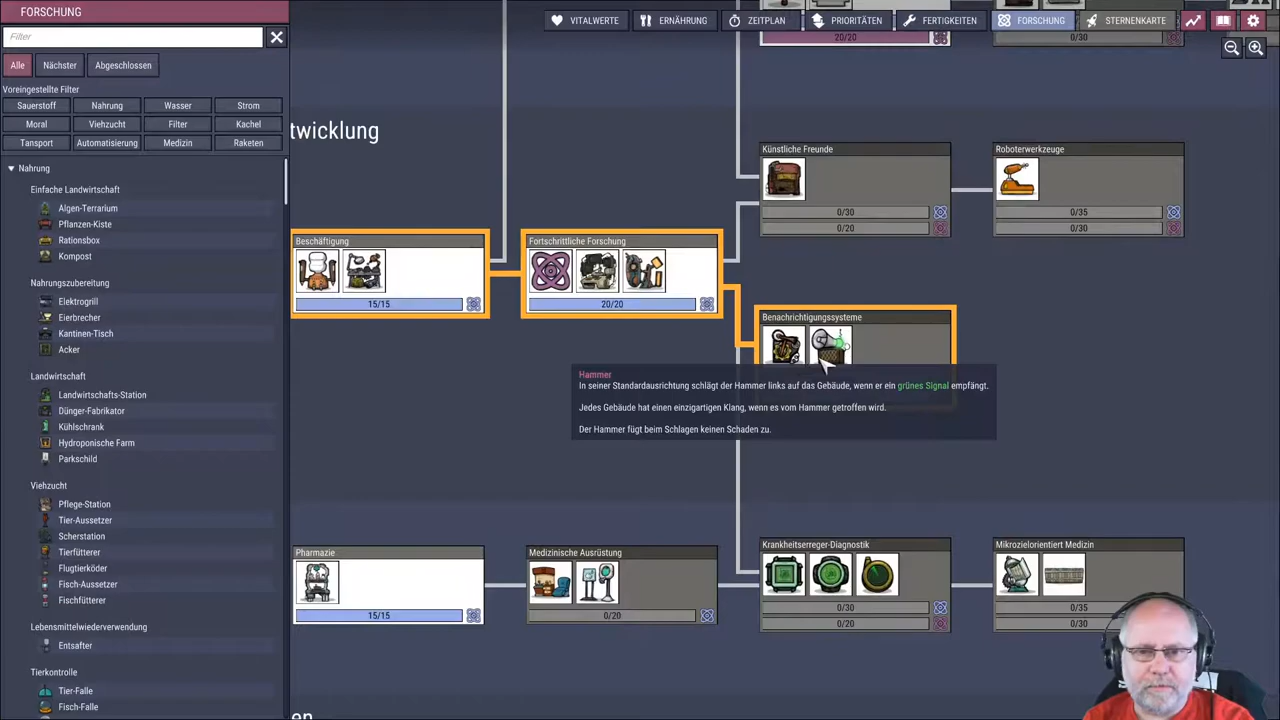 FORSCHUNG
VITALWERTE
ERNÄHRUNG
ZEITPLAN
PRIORITÄTEN
FERTIGKEITEN
FORSCHUNG
STERNENKARTE
Filter
20/20
0/30
Alle
Nächster
Abgeschlossen
Voreingestellte Filter
Sauerstoff
Nahrung
Wasser
Strom
Moral
Viehzucht
Filter
Kachel
Transport
Automatisierung
Medizin
Raketen
twicklung
Nahrung
Einfache Landwirtschaft
Algen-Terrarium
Pflanzen-Kiste
Rationsbox
Kompost
Nahrungszubereitung
Elektrogrill
Eierbrecher
Kantinen-Tisch
Acker
Landwirtschaft
Landwirtschafts-Station
Dünger-Fabrikator
Kühlschrank
Hydroponische Farm
Parkschild
Viehzucht
Pflege-Station
Tier-Aussetzer
Scherstation
Tierfütterer
Flugtierköder
Fisch-Aussetzer
Fischfütterer
Lebensmittelwiederverwendung
Entsafter
Tierkontrolle
Tier-Falle
Fisch-Falle
Künstliche Freunde
0/30
0/20
Roboterwerkzeuge
0/35
0/30
Beschäftigung
15/15
Fortschrittliche Forschung
20/20
Benachrichtigungssysteme
Hammer
In seiner Standardausrichtung schlägt der Hammer links auf das Gebäude, wenn er ein grünes Signal empfängt.
Jedes Gebäude hat einen einzigartigen Klang, wenn es vom Hammer getroffen wird.
Der Hammer fügt beim Schlagen keinen Schaden zu.
Pharmazie
15/15
Medizinische Ausrüstung
0/20
Krankheitserreger-Diagnostik
0/30
0/20
Mikrozielorientiert Medizin
0/35
0/30
en